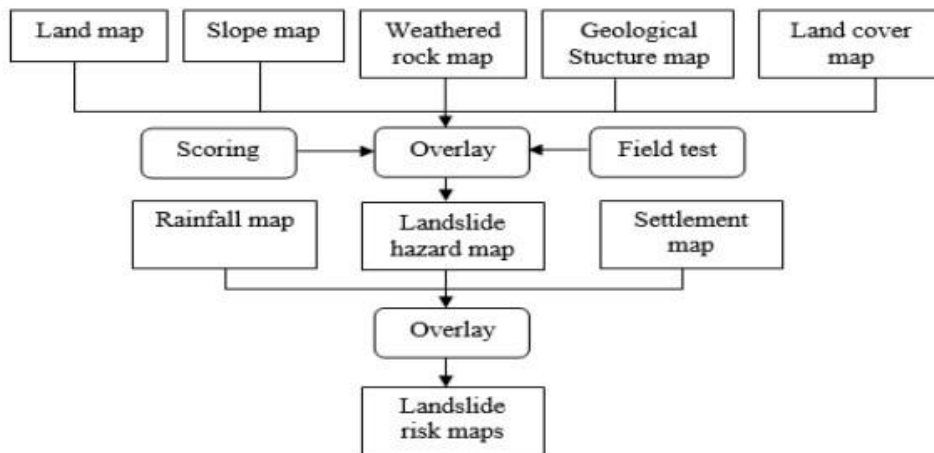 Land map
Slope map
Weathered
rock map
Geological
Stucture map
Land cover
map
Scoring
Overlay
Field test
Rainfall map
Landslide
hazard map
Settlement
map
Overlay
Landslide
risk maps